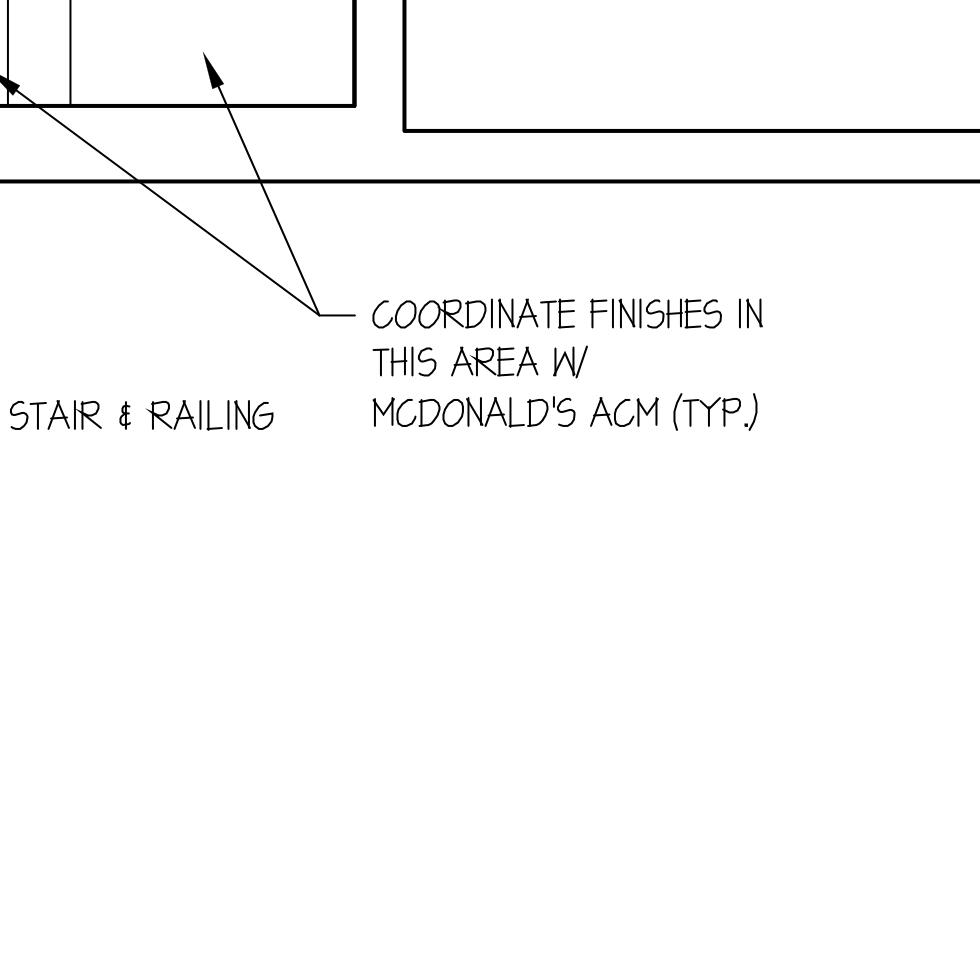 COORDINATE FINISHES IN
THIS AREA W/
MCDONALD'S ACM (TYP.)
STAIR & RAILING